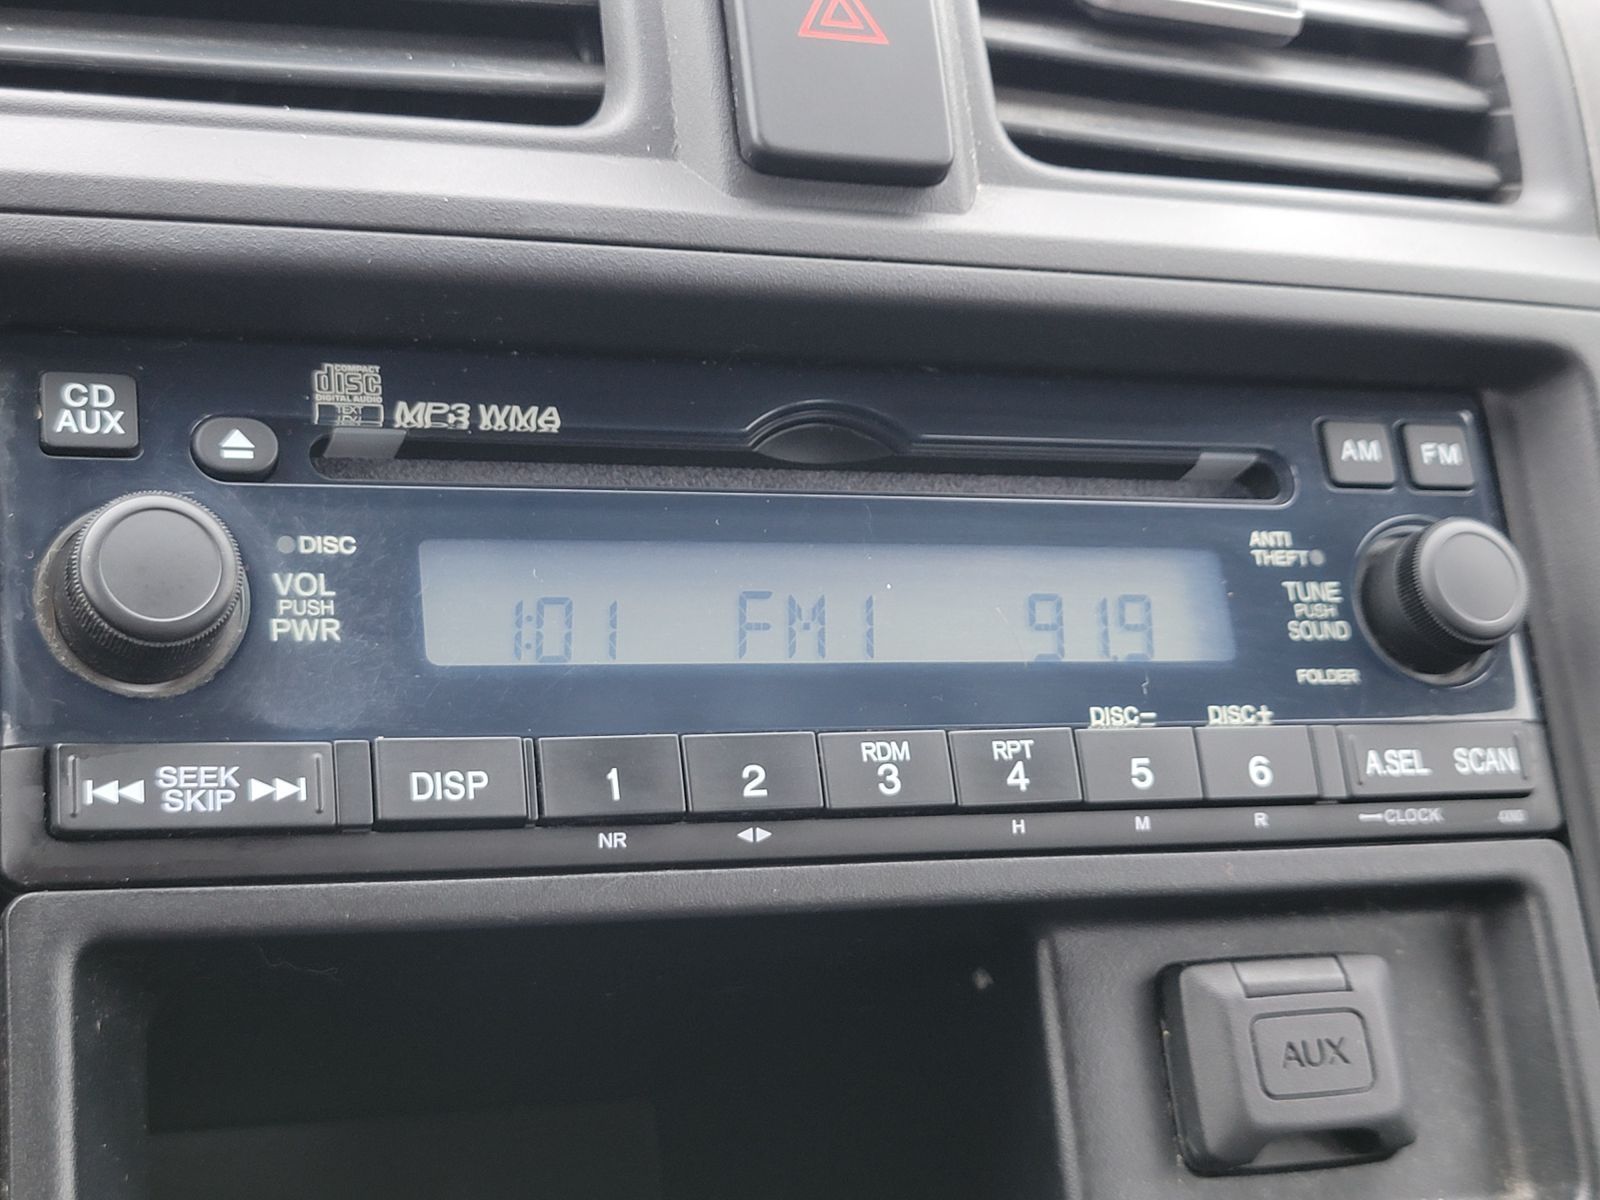 CD
AUX
COMPACT
disc
DIGITAL AUDIO
TEXT
MP3 WMA
AM
FM
DISC
VOL
PUSH
PWR
1:01 FM1 91.9
ANTI
THEFT
TUNE
PUSH
SOUND
FOLDER
DISC-
DISC+
SEEK
SKIP
DISP
1
2
RDM
3
RPT
4
5
6
A.SEL
SCAN
NR
H
M
R
CLOCK
AUX